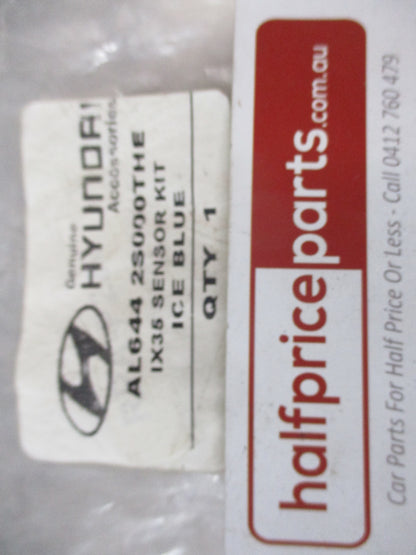 Genuine
HYUNDAI
Accessories
AL644 2S000THE
IX35 SENSOR KIT
ICE BLUE
QTY 1
halfpriceparts.com.au
Car Parts For Half Price Or Less - Call 0412 760 479